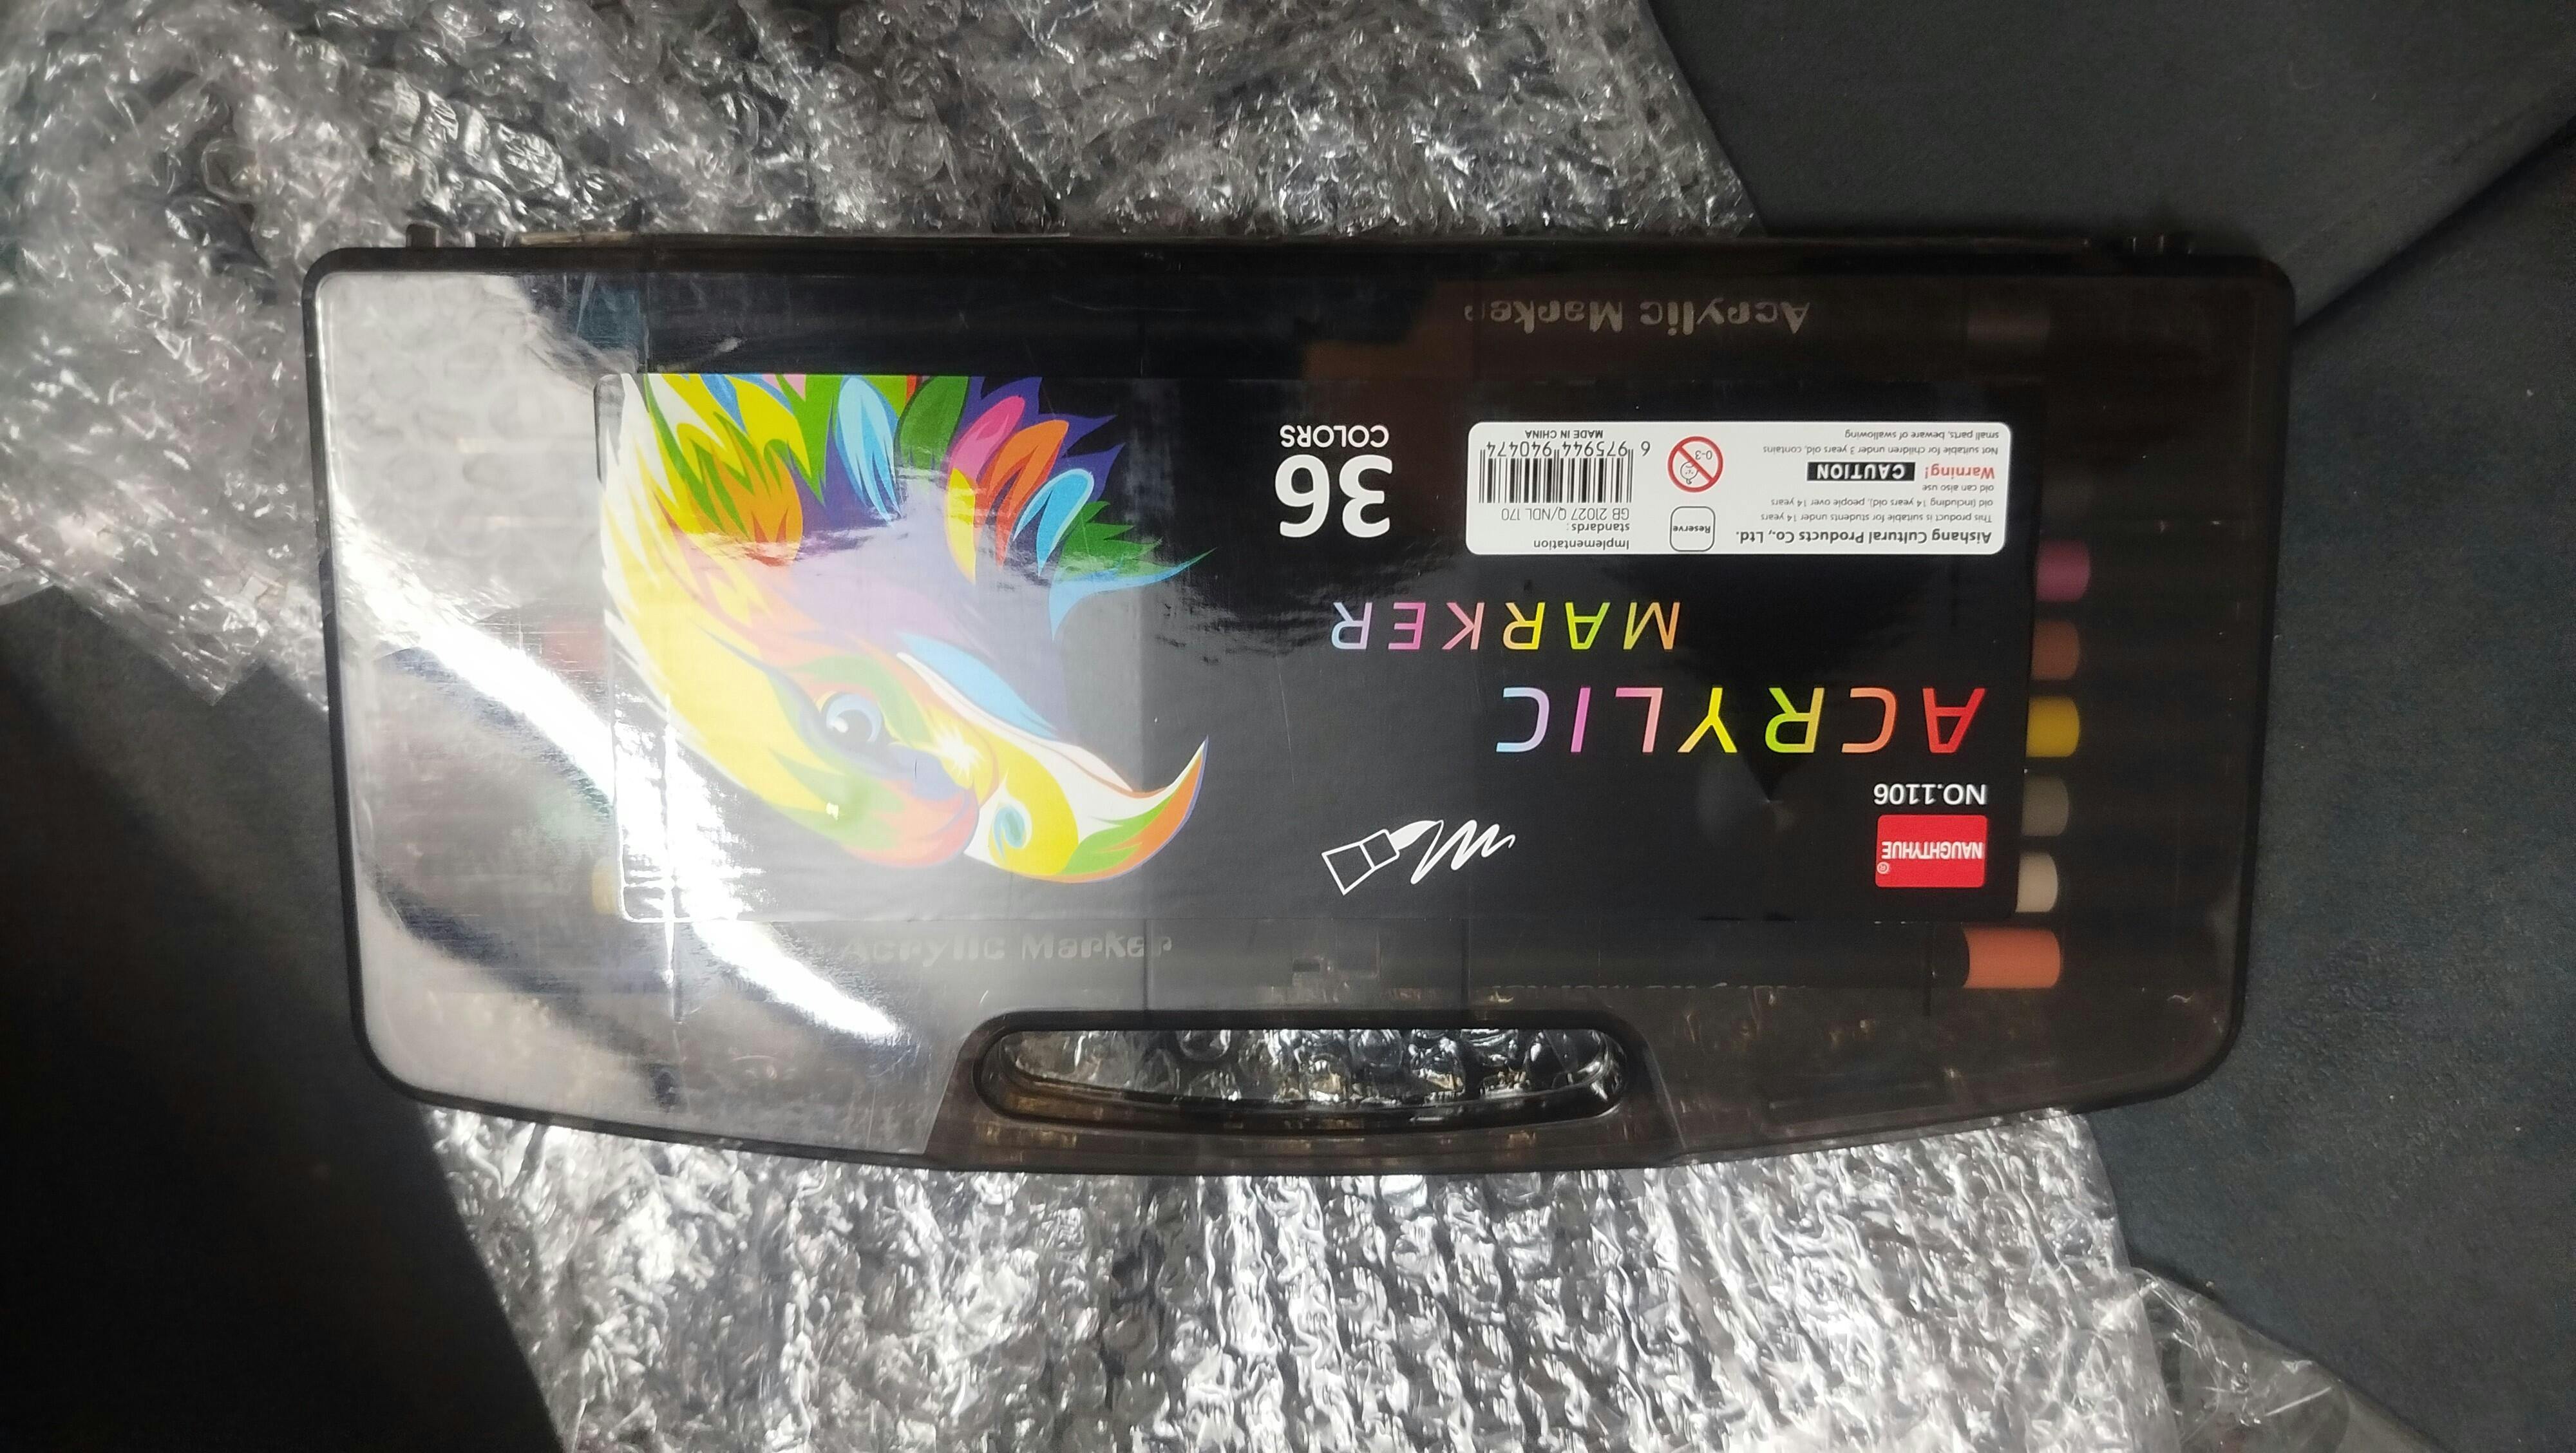 NAUGHTYHUE®
NO.1106
ACRYLIC
MARKER
Aishang Cultural Products Co., Ltd.
This product is suitable for students under 14 years
old (including 14 years old), people over 14 years
old can also use
Warning! CAUTION
Not suitable for children under 3 years old, contains
small parts, beware of swallowing
Reserve
0-3
Implementation
standards:
GB 21027 Q/NDL 170
6 975944 940474
MADE IN CHINA
36
COLORS
Acrylic Marker
Acrylic Marker